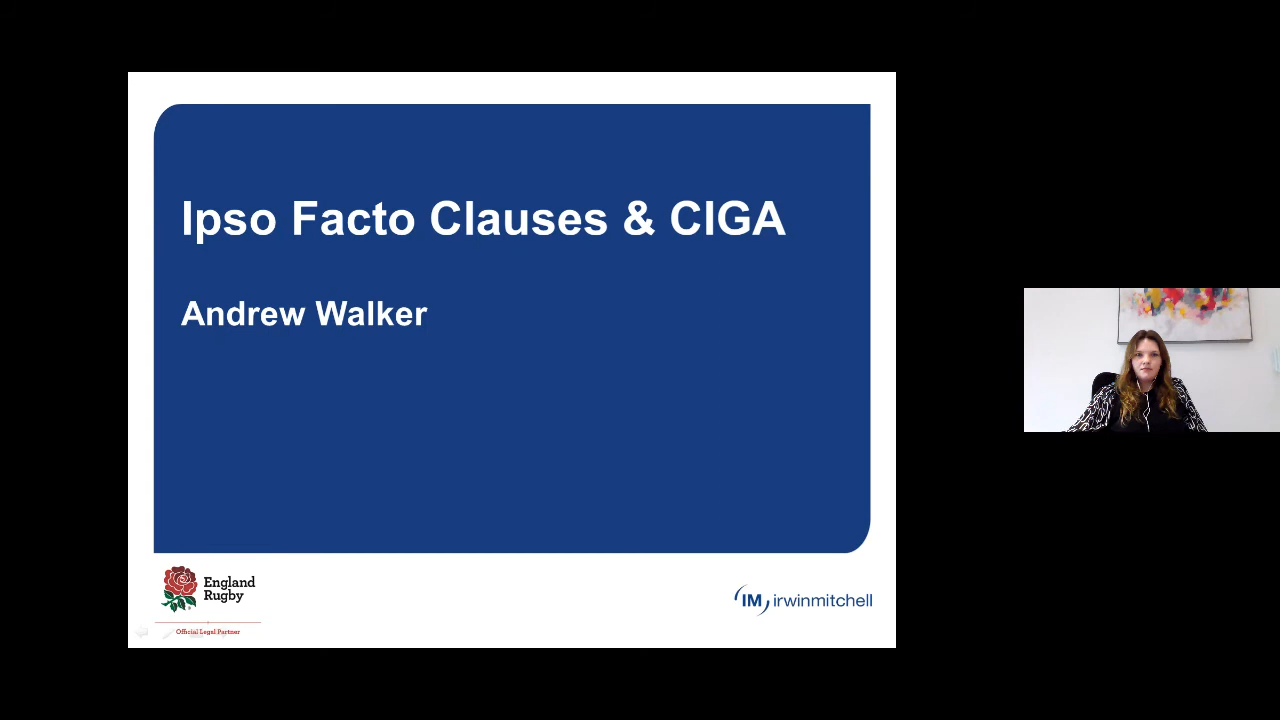 Ipso Facto Clauses & CIGA
Andrew Walker
England
Rugby
Official Legal Partner
IM irwinmitchell